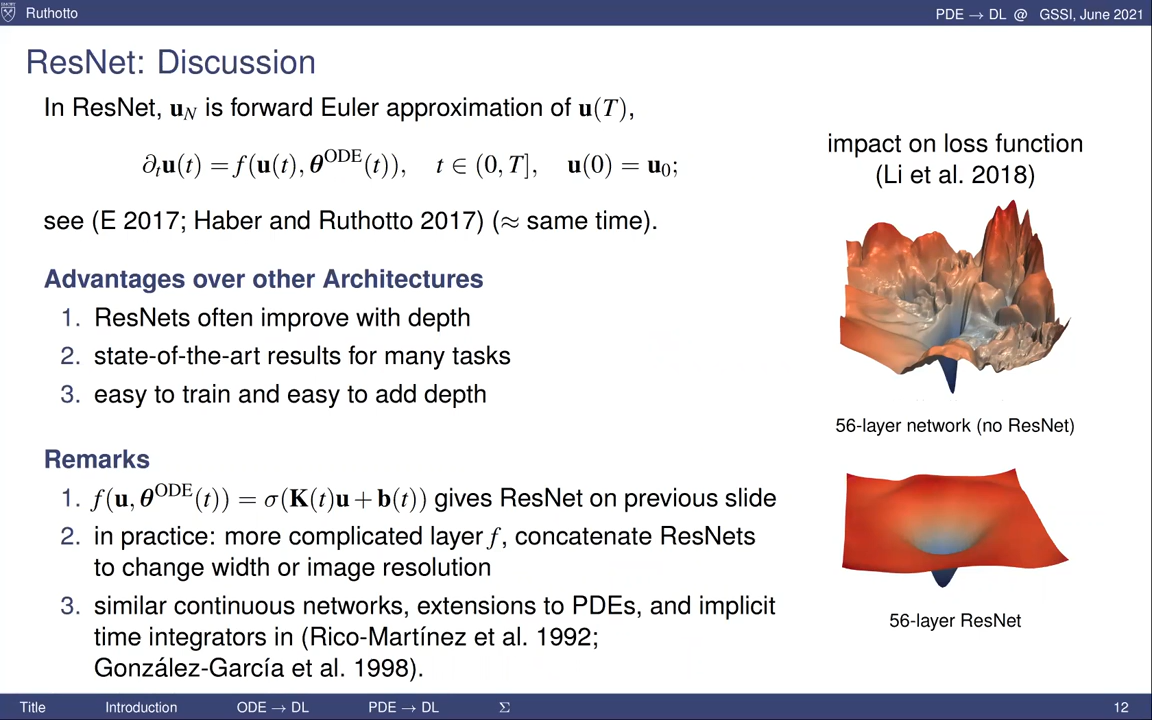 Ruthotto
PDE → DL @ GSSI, June 2021
ResNet: Discussion
In ResNet, u_N is forward Euler approximation of u(T),
∂_t u(t) = f(u(t), θ^ODE(t)), t ∈ (0, T], u(0) = u_0;
see (E 2017; Haber and Ruthotto 2017) (≈ same time).
Advantages over other Architectures
1. ResNets often improve with depth
2. state-of-the-art results for many tasks
3. easy to train and easy to add depth
Remarks
1. f(u, θ^ODE(t)) = σ(K(t)u + b(t)) gives ResNet on previous slide
2. in practice: more complicated layer f, concatenate ResNets
to change width or image resolution
3. similar continuous networks, extensions to PDEs, and implicit
time integrators in (Rico-Martínez et al. 1992;
González-García et al. 1998).
impact on loss function
(Li et al. 2018)
56-layer network (no ResNet)
56-layer ResNet
Title Introduction ODE → DL PDE → DL Σ 12